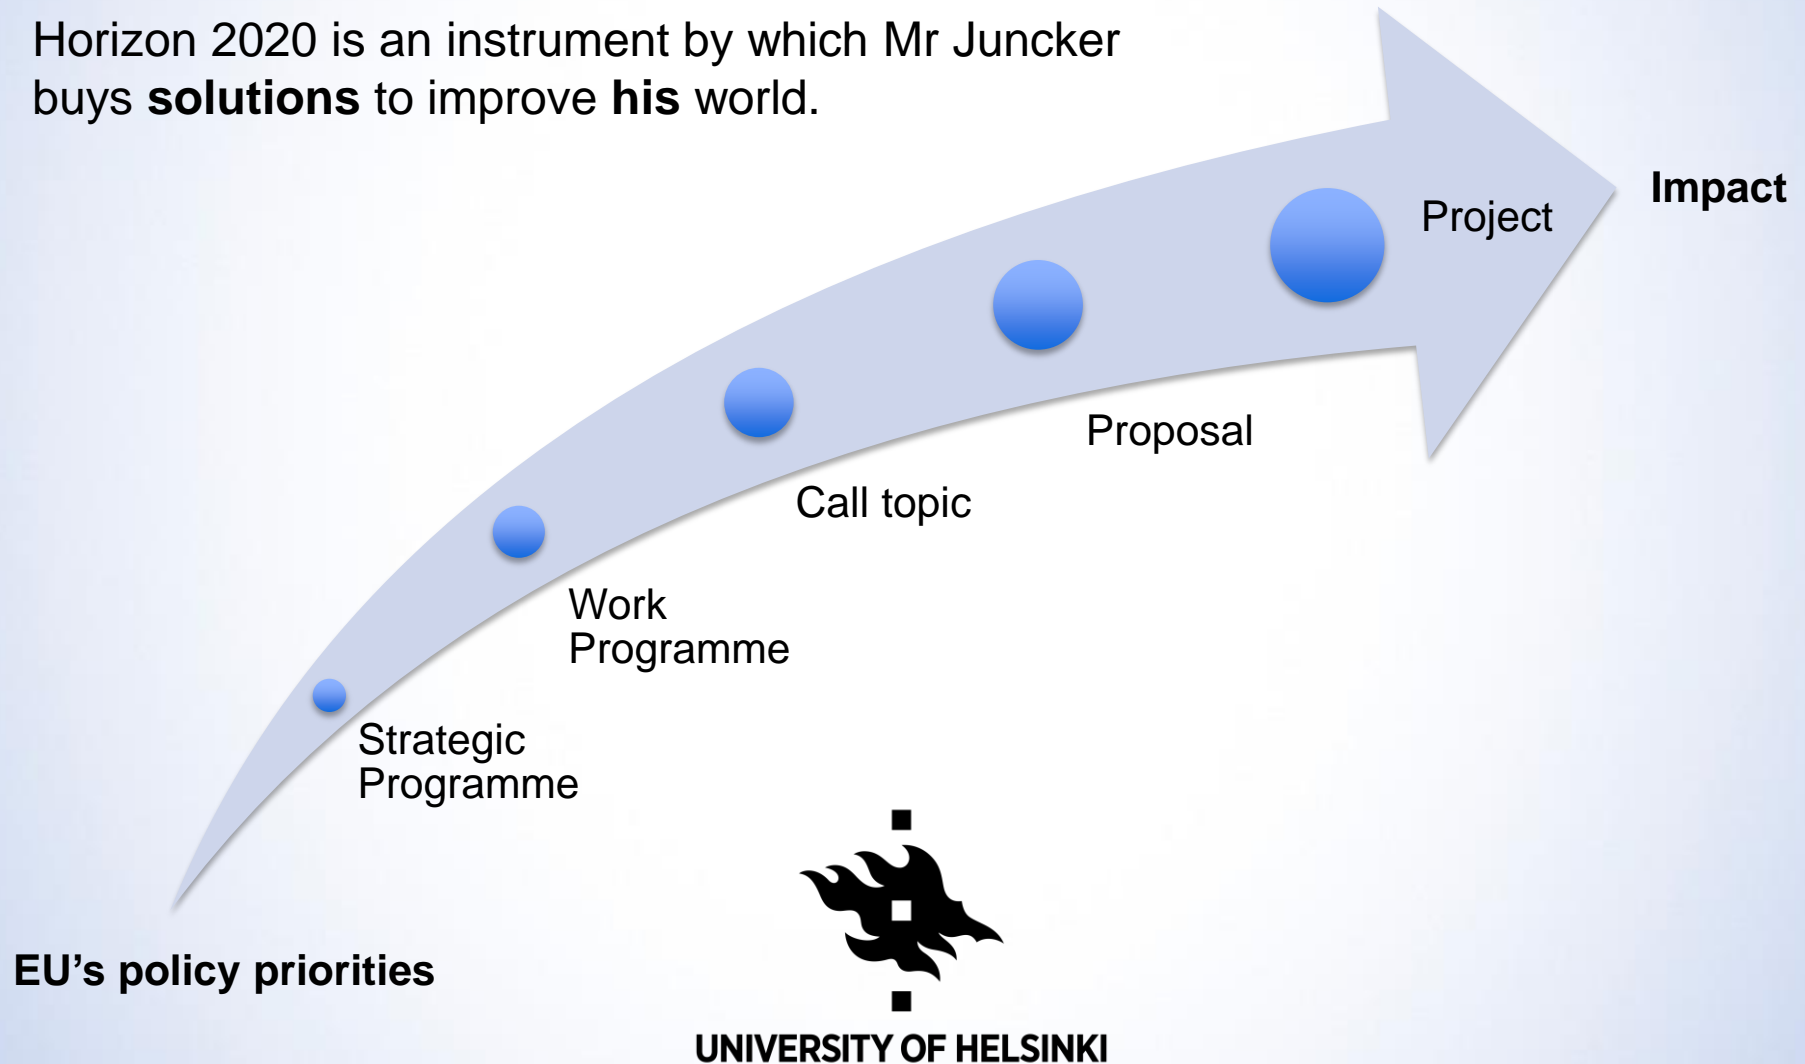 Horizon 2020 is an instrument by which Mr Juncker
buys solutions to improve his world.
Impact
Project
Proposal
Call topic
Work
Programme
Strategic
Programme
EU's policy priorities
UNIVERSITY OF HELSINKI